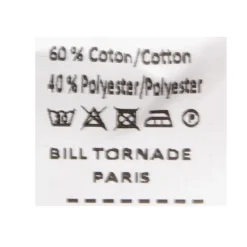 60 % Coton/Cotton
40 % Polyester/Polyester
P
BILL TORNADE
PARIS